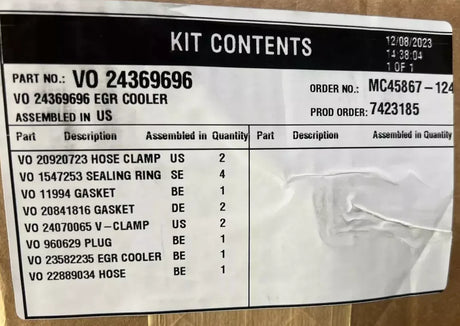 KIT CONTENTS
12/08/2023
14:38:04
1 OF 1
PART NO.: VO 24369696
VO 24369696 EGR COOLER
ASSEMBLED IN US
ORDER NO.: MC45867-124
PROD ORDER: 7423185
Part Description Assembled in Quantity Part Description Assembled in Quantity
VO 20920723 HOSE CLAMP US 2
VO 1547253 SEALING RING SE 4
VO 11994 GASKET BE 1
VO 20841816 GASKET DE 2
VO 24070065 V-CLAMP US 2
VO 960629 PLUG BE 1
VO 23582235 EGR COOLER BE 1
VO 22889034 HOSE BE 1